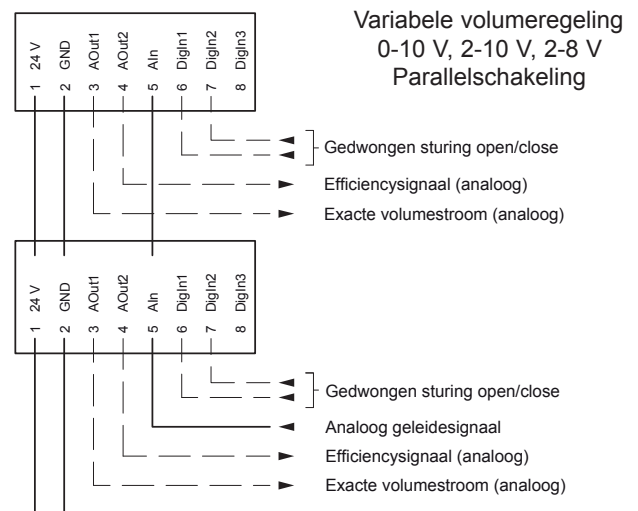 Variabele volumeregeling
0-10 V, 2-10 V, 2-8 V
Parallelschakeling
1 24 V
2 GND
3 AOut1
4 AOut2
5 AIn
6 DigIn1
7 DigIn2
8 DigIn3
Gedwongen sturing open/close
Efficiencysignaal (analoog)
Exacte volumestroom (analoog)
1 24 V
2 GND
3 AOut1
4 AOut2
5 AIn
6 DigIn1
7 DigIn2
8 DigIn3
Gedwongen sturing open/close
Analoog geleidesignaal
Efficiencysignaal (analoog)
Exacte volumestroom (analoog)